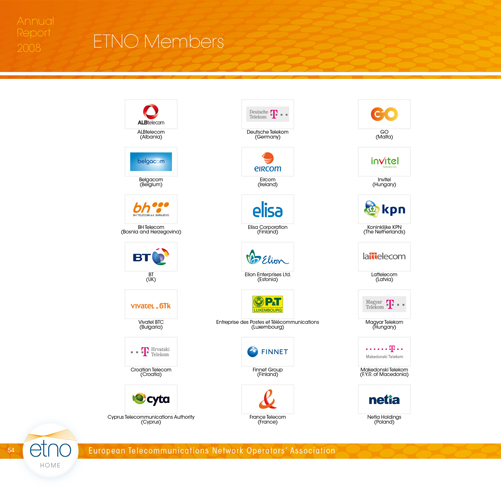 Annual
Report
2008
ETNO Members
ALBtelecom
ALBtelecom
(Albania)
Deutsche
Telekom
Deutsche Telekom
(Germany)
GO
GO
(Malta)
belgacom
Belgacom
(Belgium)
eircom
Eircom
(Ireland)
invitel
Invitel
(Hungary)
bh
BH Telecom
(Bosnia and Herzegovina)
elisa
Elisa Corporation
(Finland)
kpn
Koninklijke KPN
(The Netherlands)
BT
BT
(UK)
Elion
Elion Enterprises Ltd.
(Estonia)
lattelecom
Lattelecom
(Latvia)
vivatel BTK
Vivatel BTC
(Bulgaria)
P&T
LUXEMBOURG
Entreprise des Postes et Télécommunications
(Luxembourg)
Magyar
Telekom
Magyar Telekom
(Hungary)
Hrvatski
Telekom
Croatian Telecom
(Croatia)
FINNET
Finnet Group
(Finland)
Makedonski Telekom
Makedonski Telekom
(F.Y.R. of Macedonia)
cyta
Cyprus Telecommunications Authority
(Cyprus)
&
France Telecom
(France)
netia
Netia Holdings
(Poland)
54
etno
HOME
European Telecommunications Network Operators' Association